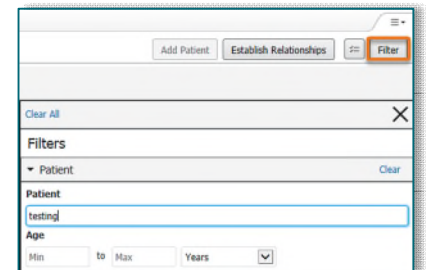 Add Patient Establish Relationships Filter
Clear All
Filters
Patient Clear
Patient
testing
Age
Min to Max Years